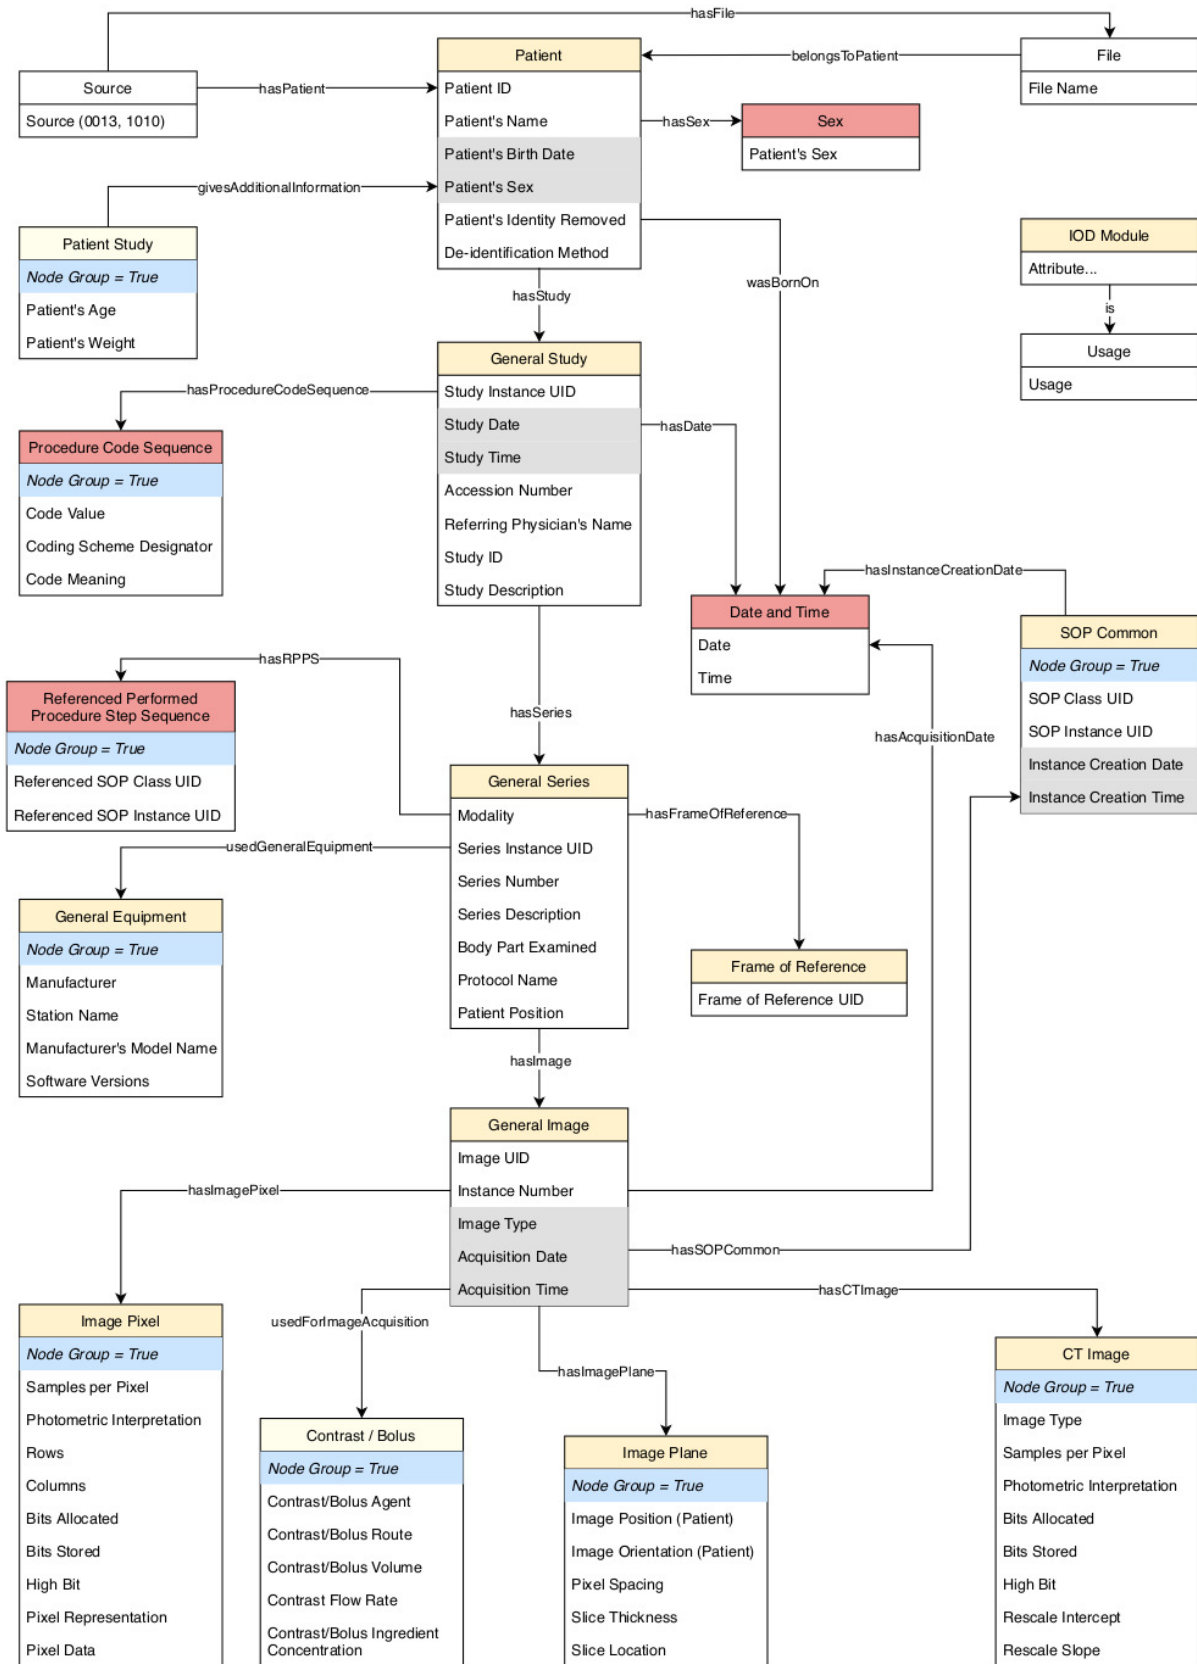 hasFile
Patient
belongsToPatient
File
Source
hasPatient
Patient ID
File Name
Source (0013, 1010)
Patient's Name
hasSex
Sex
Patient's Birth Date
Patient's Sex
givesAdditionalInformation
Patient's Sex
Patient's Identity Removed
Patient Study
IOD Module
De-identification Method
Node Group = True
Attribute...
wasBornOn
hasStudy
Patient's Age
is
Patient's Weight
General Study
Usage
hasProcedureCodeSequence
Study Instance UID
Usage
Study Date
hasDate
Procedure Code Sequence
Study Time
Node Group = True
Accession Number
Code Value
Referring Physician's Name
Coding Scheme Designator
Study ID
Code Meaning
hasInstanceCreationDate
Study Description
Date and Time
SOP Common
Date
hasRPPS
Node Group = True
Time
Referenced Performed
Procedure Step Sequence
SOP Class UID
hasSeries
SOP Instance UID
hasAcquisitionDate
Node Group = True
Instance Creation Date
Referenced SOP Class UID
General Series
Instance Creation Time
Referenced SOP Instance UID
Modality
hasFrameOfReference
usedGeneralEquipment
Series Instance UID
Series Number
General Equipment
Series Description
Node Group = True
Body Part Examined
Frame of Reference
Manufacturer
Protocol Name
Frame of Reference UID
Station Name
Patient Position
Manufacturer's Model Name
hasImage
Software Versions
General Image
Image UID
hasImagePixel
Instance Number
Image Type
Acquisition Date
hasSOPCommon
Acquisition Time
hasCTImage
Image Pixel
usedForImageAcquisition
Node Group = True
CT Image
hasImagePlane
Samples per Pixel
Node Group = True
Photometric Interpretation
Image Type
Contrast / Bolus
Rows
Image Plane
Samples per Pixel
Node Group = True
Columns
Node Group = True
Photometric Interpretation
Contrast/Bolus Agent
Bits Allocated
Image Position (Patient)
Bits Allocated
Contrast/Bolus Route
Bits Stored
Image Orientation (Patient)
Bits Stored
Contrast/Bolus Volume
High Bit
Pixel Spacing
High Bit
Contrast Flow Rate
Pixel Representation
Slice Thickness
Rescale Intercept
Contrast/Bolus Ingredient
Concentration
Pixel Data
Slice Location
Rescale Slope